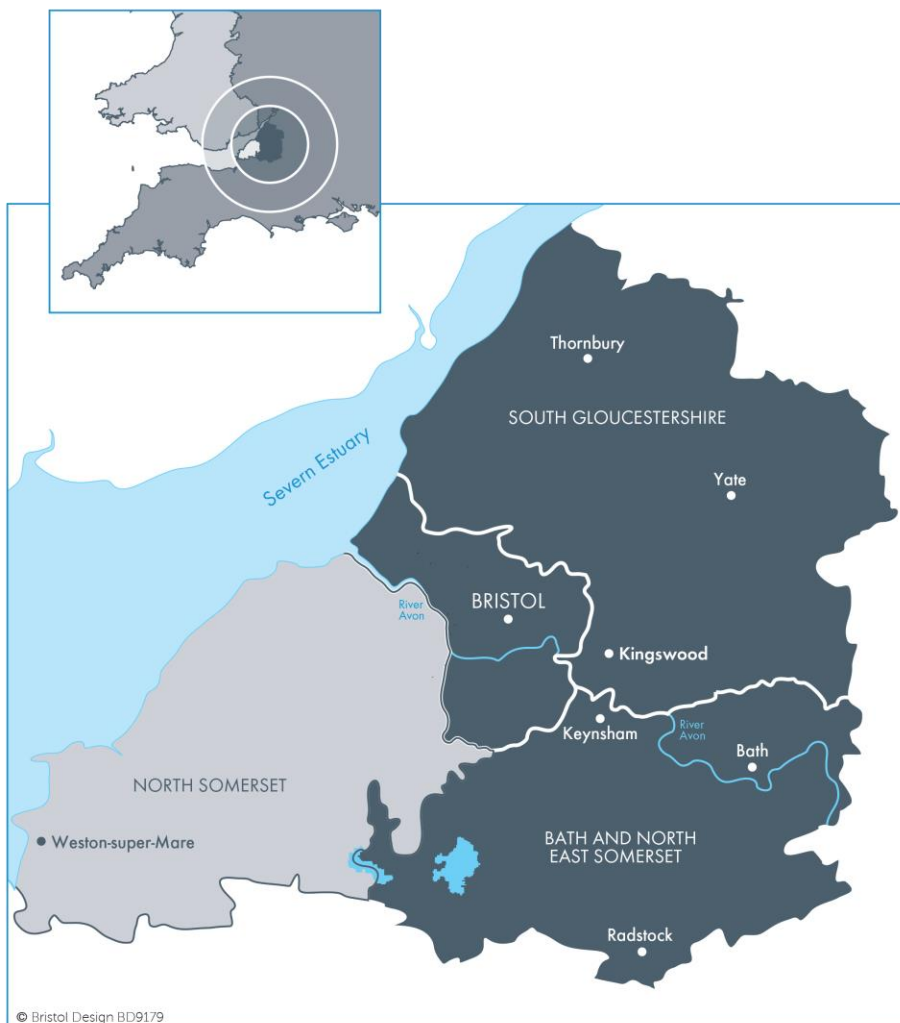 Thornbury
SOUTH GLOUCESTERSHIRE
Yate
Severn Estuary
River
Avon
BRISTOL
Kingswood
Keynsham
River
Avon
Bath
NORTH SOMERSET
Weston-super-Mare
BATH AND NORTH
EAST SOMERSET
Radstock
© Bristol Design BD9179